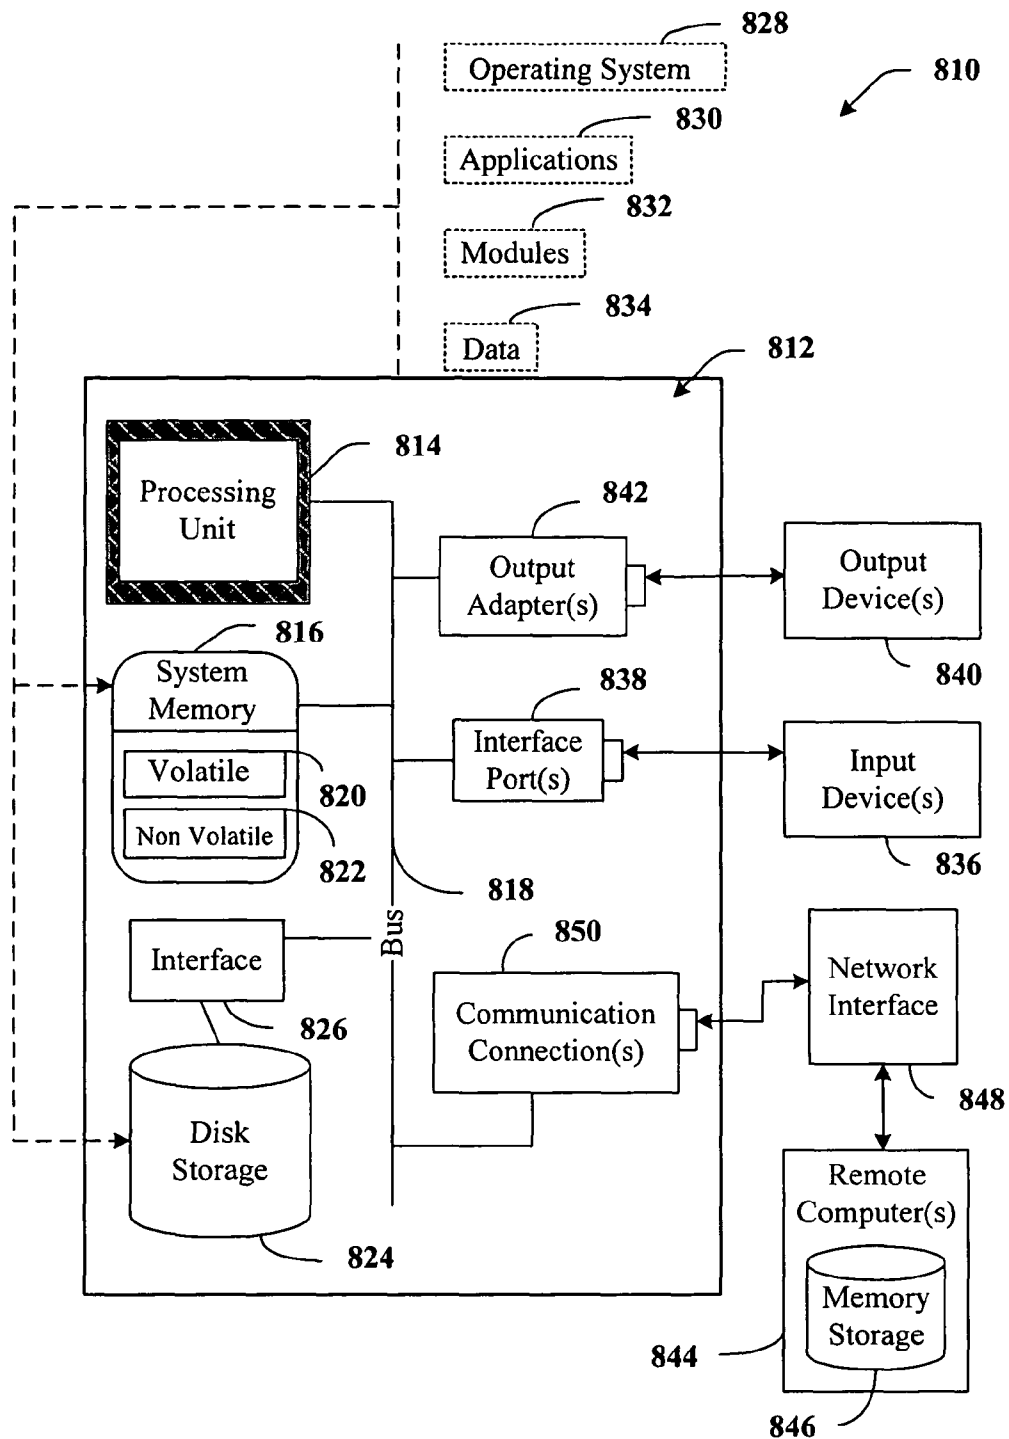 828
Operating System
810
830
Applications
832
Modules
834
Data
812
814
Processing
Unit
842
Output
Adapter(s)
Output
Device(s)
840
816
System
Memory
838
Interface
Port(s)
Input
Device(s)
836
Volatile
820
Non Volatile
822
818
Bus
850
Interface
826
Communication
Connection(s)
Network
Interface
848
Disk
Storage
824
Remote
Computer(s)
Memory
Storage
844
846